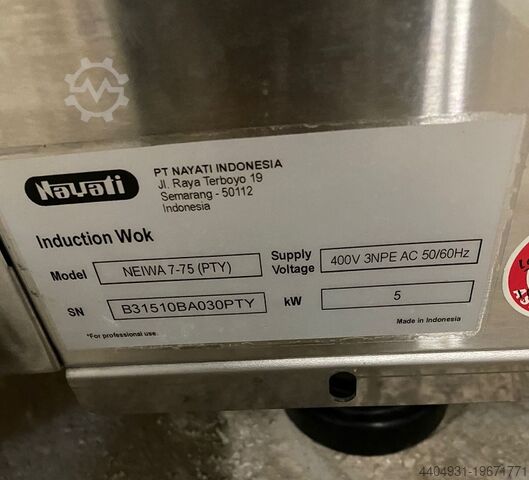 Nayati
PT NAYATI INDONESIA
Jl. Raya Terboyo 19
Semarang - 50112
Indonesia
Induction Wok
Model NEIWA 7-75 (PTY)
Supply Voltage 400V 3NPE AC 50/60Hz
SN B31510BA030PTY
kW 5
*For professional use.
Made in Indonesia
4404931-19671771